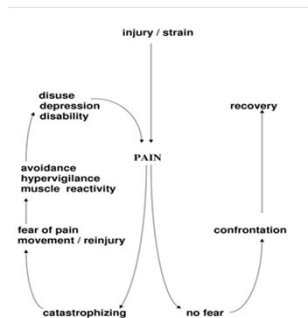 injury / strain
disuse
depression
disability
recovery
PAIN
avoidance
hypervigilance
muscle reactivity
fear of pain
movement / reinjury
confrontation
catastrophizing
no fear